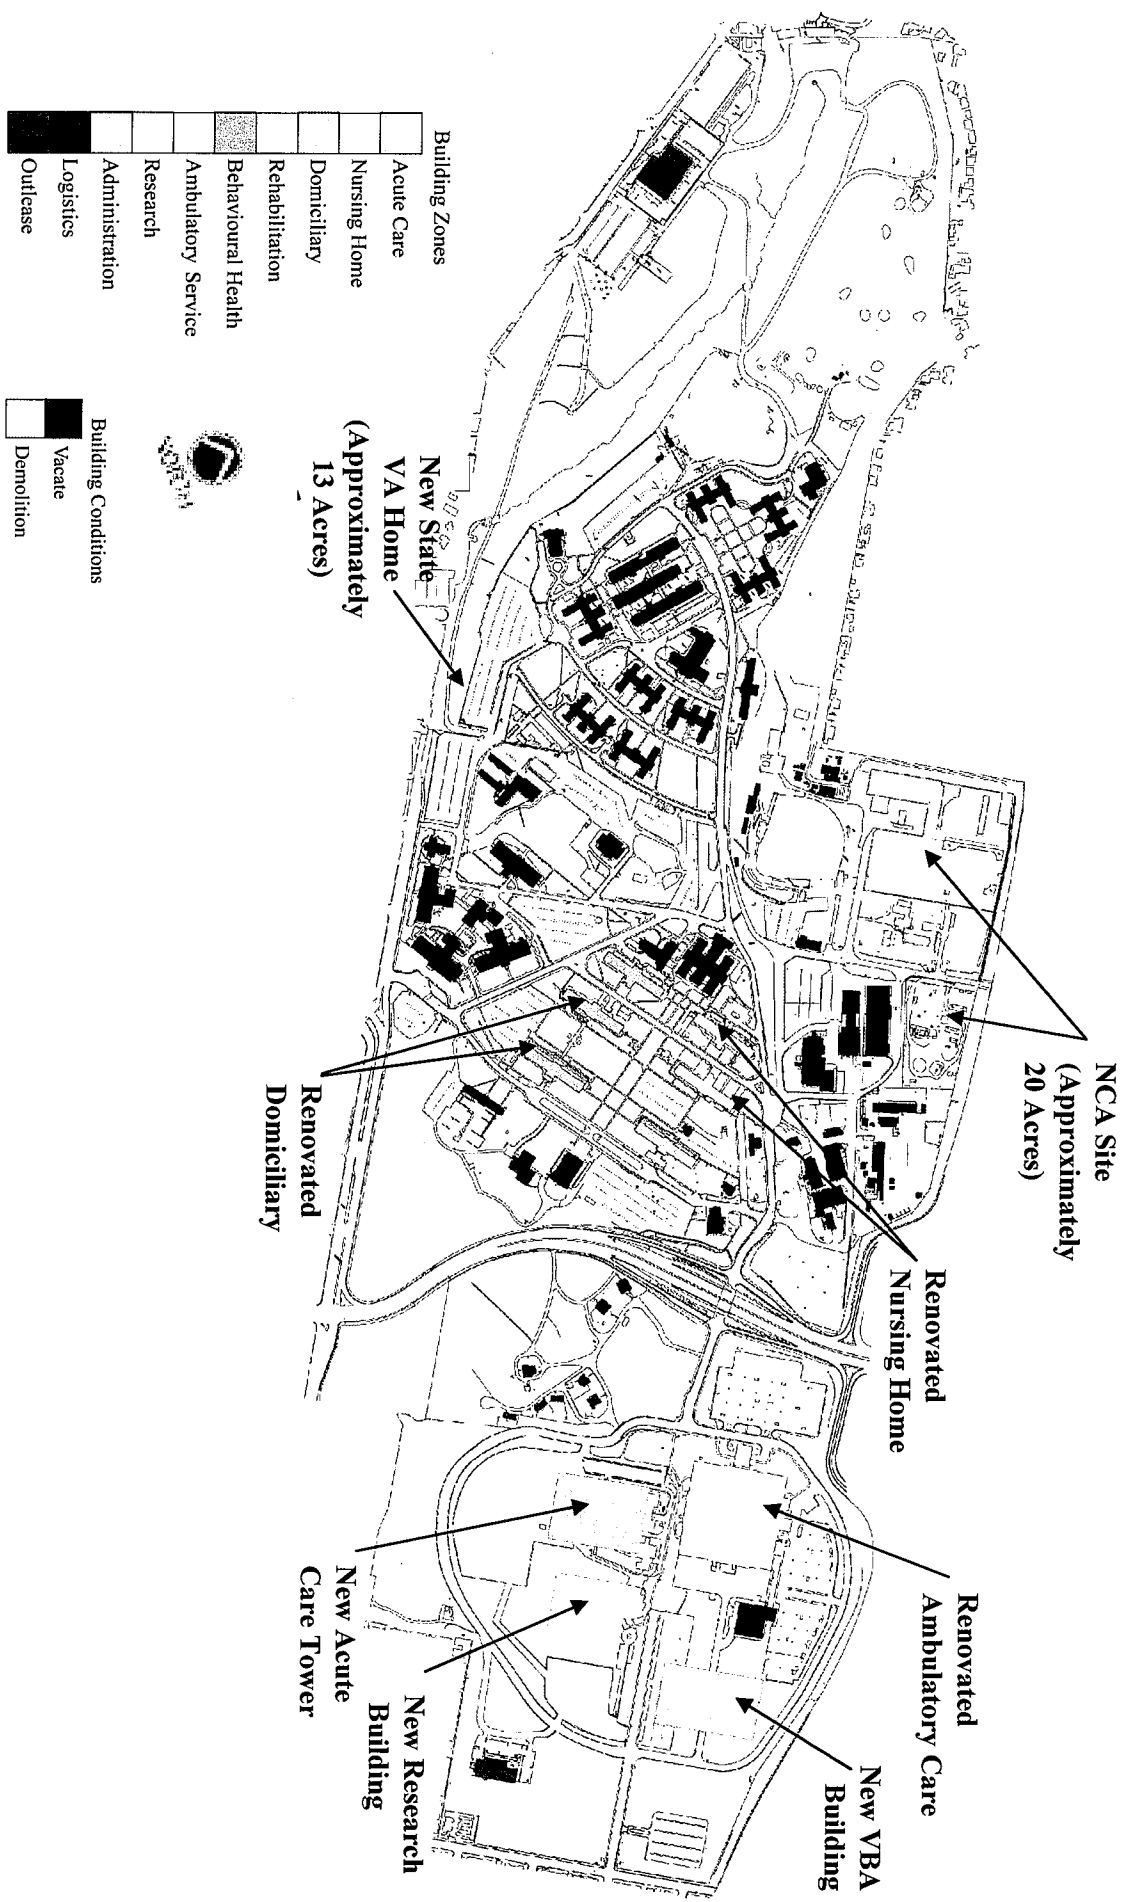 NCA Site
(Approximately
20 Acres)
Renovated
Nursing Home
Renovated
Ambulatory Care
New VBA
Building
New State
VA Home
(Approximately
13 Acres)
Renovated
Domiciliary
New Acute
Care Tower
New Research
Building
Building Zones
Acute Care
Nursing Home
Domiciliary
Rehabilitation
Behavioural Health
Ambulatory Service
Research
Administration
Logistics
Outlease
Building Conditions
Vacate
Demolition